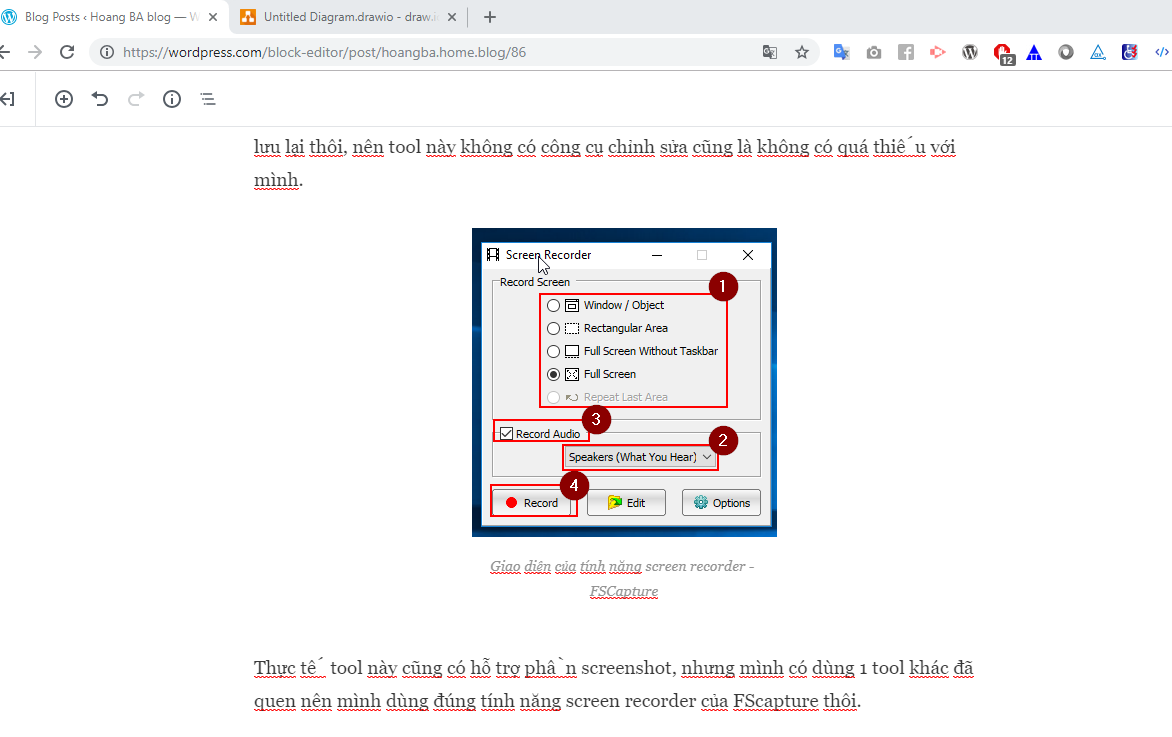 Blog Posts ‹ Hoang BA blog — W
Untitled Diagram.drawio - draw.i
https://wordpress.com/block-editor/post/hoangba.home.blog/86
12
lưu lại thôi, nên tool này không có công cụ chỉnh sửa cũng là không có quá thiếu với
mình.
Screen Recorder
Record Screen
1
Window / Object
Rectangular Area
Full Screen Without Taskbar
Full Screen
Repeat Last Area
3
Record Audio
2
Speakers (What You Hear)
4
Record
Edit
Options
Giao diện của tính năng screen recorder -
FSCapture
Thực tế tool này cũng có hỗ trợ phần screenshot, nhưng mình có dùng 1 tool khác đã
quen nên mình dùng đúng tính năng screen recorder của FScapture thôi.